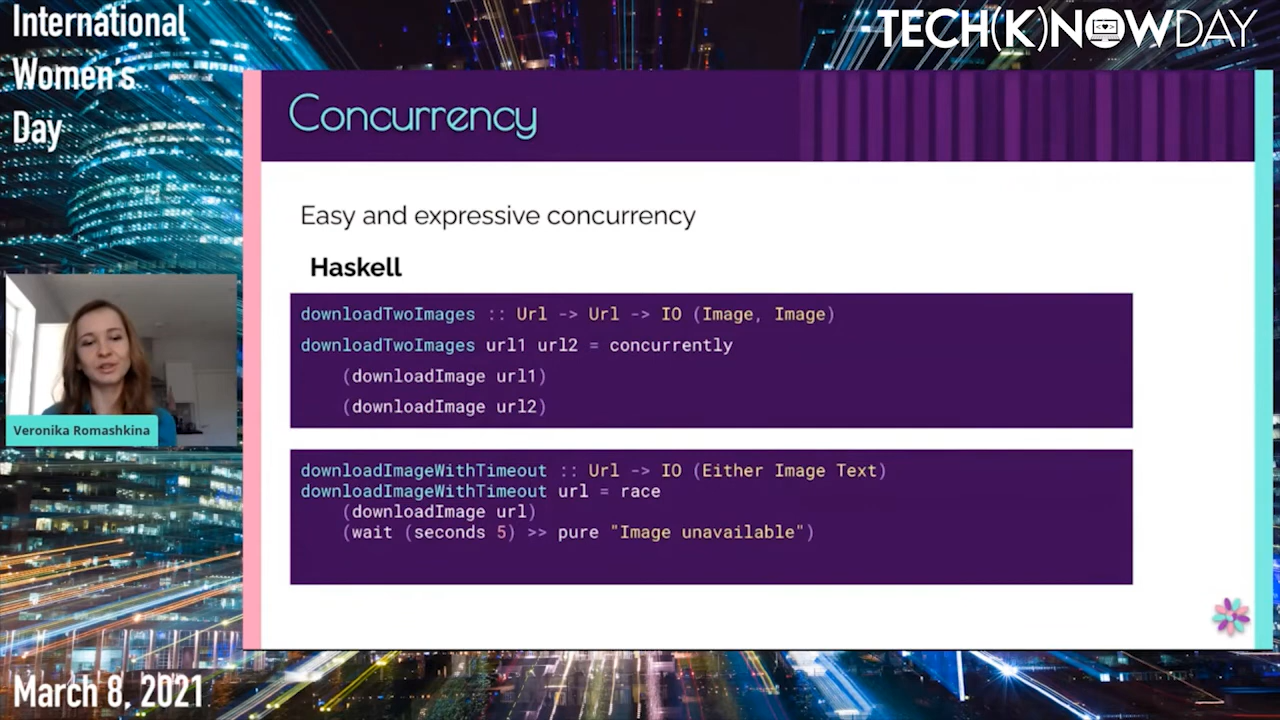 International
Women's
Day
TECH(K)NOWDAY
Concurrency
Easy and expressive concurrency
Haskell
downloadTwoImages :: Url -> Url -> IO (Image, Image)
downloadTwoImages url1 url2 = concurrently
(downloadImage url1)
(downloadImage url2)
downloadImageWithTimeout :: Url -> IO (Either Image Text)
downloadImageWithTimeout url = race
(downloadImage url)
(wait (seconds 5) >> pure "Image unavailable")
Veronika Romashkina
March 8, 2021